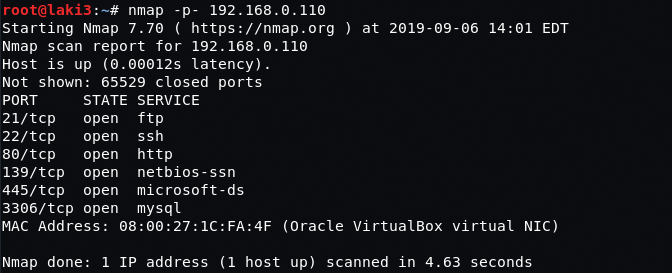 root@laki3:~# nmap -p- 192.168.0.110
Starting Nmap 7.70 ( https://nmap.org ) at 2019-09-06 14:01 EDT
Nmap scan report for 192.168.0.110
Host is up (0.00012s latency).
Not shown: 65529 closed ports
PORT     STATE SERVICE
21/tcp   open  ftp
22/tcp   open  ssh
80/tcp   open  http
139/tcp  open  netbios-ssn
445/tcp  open  microsoft-ds
3306/tcp open  mysql
MAC Address: 08:00:27:1C:FA:4F (Oracle VirtualBox virtual NIC)
Nmap done: 1 IP address (1 host up) scanned in 4.63 seconds